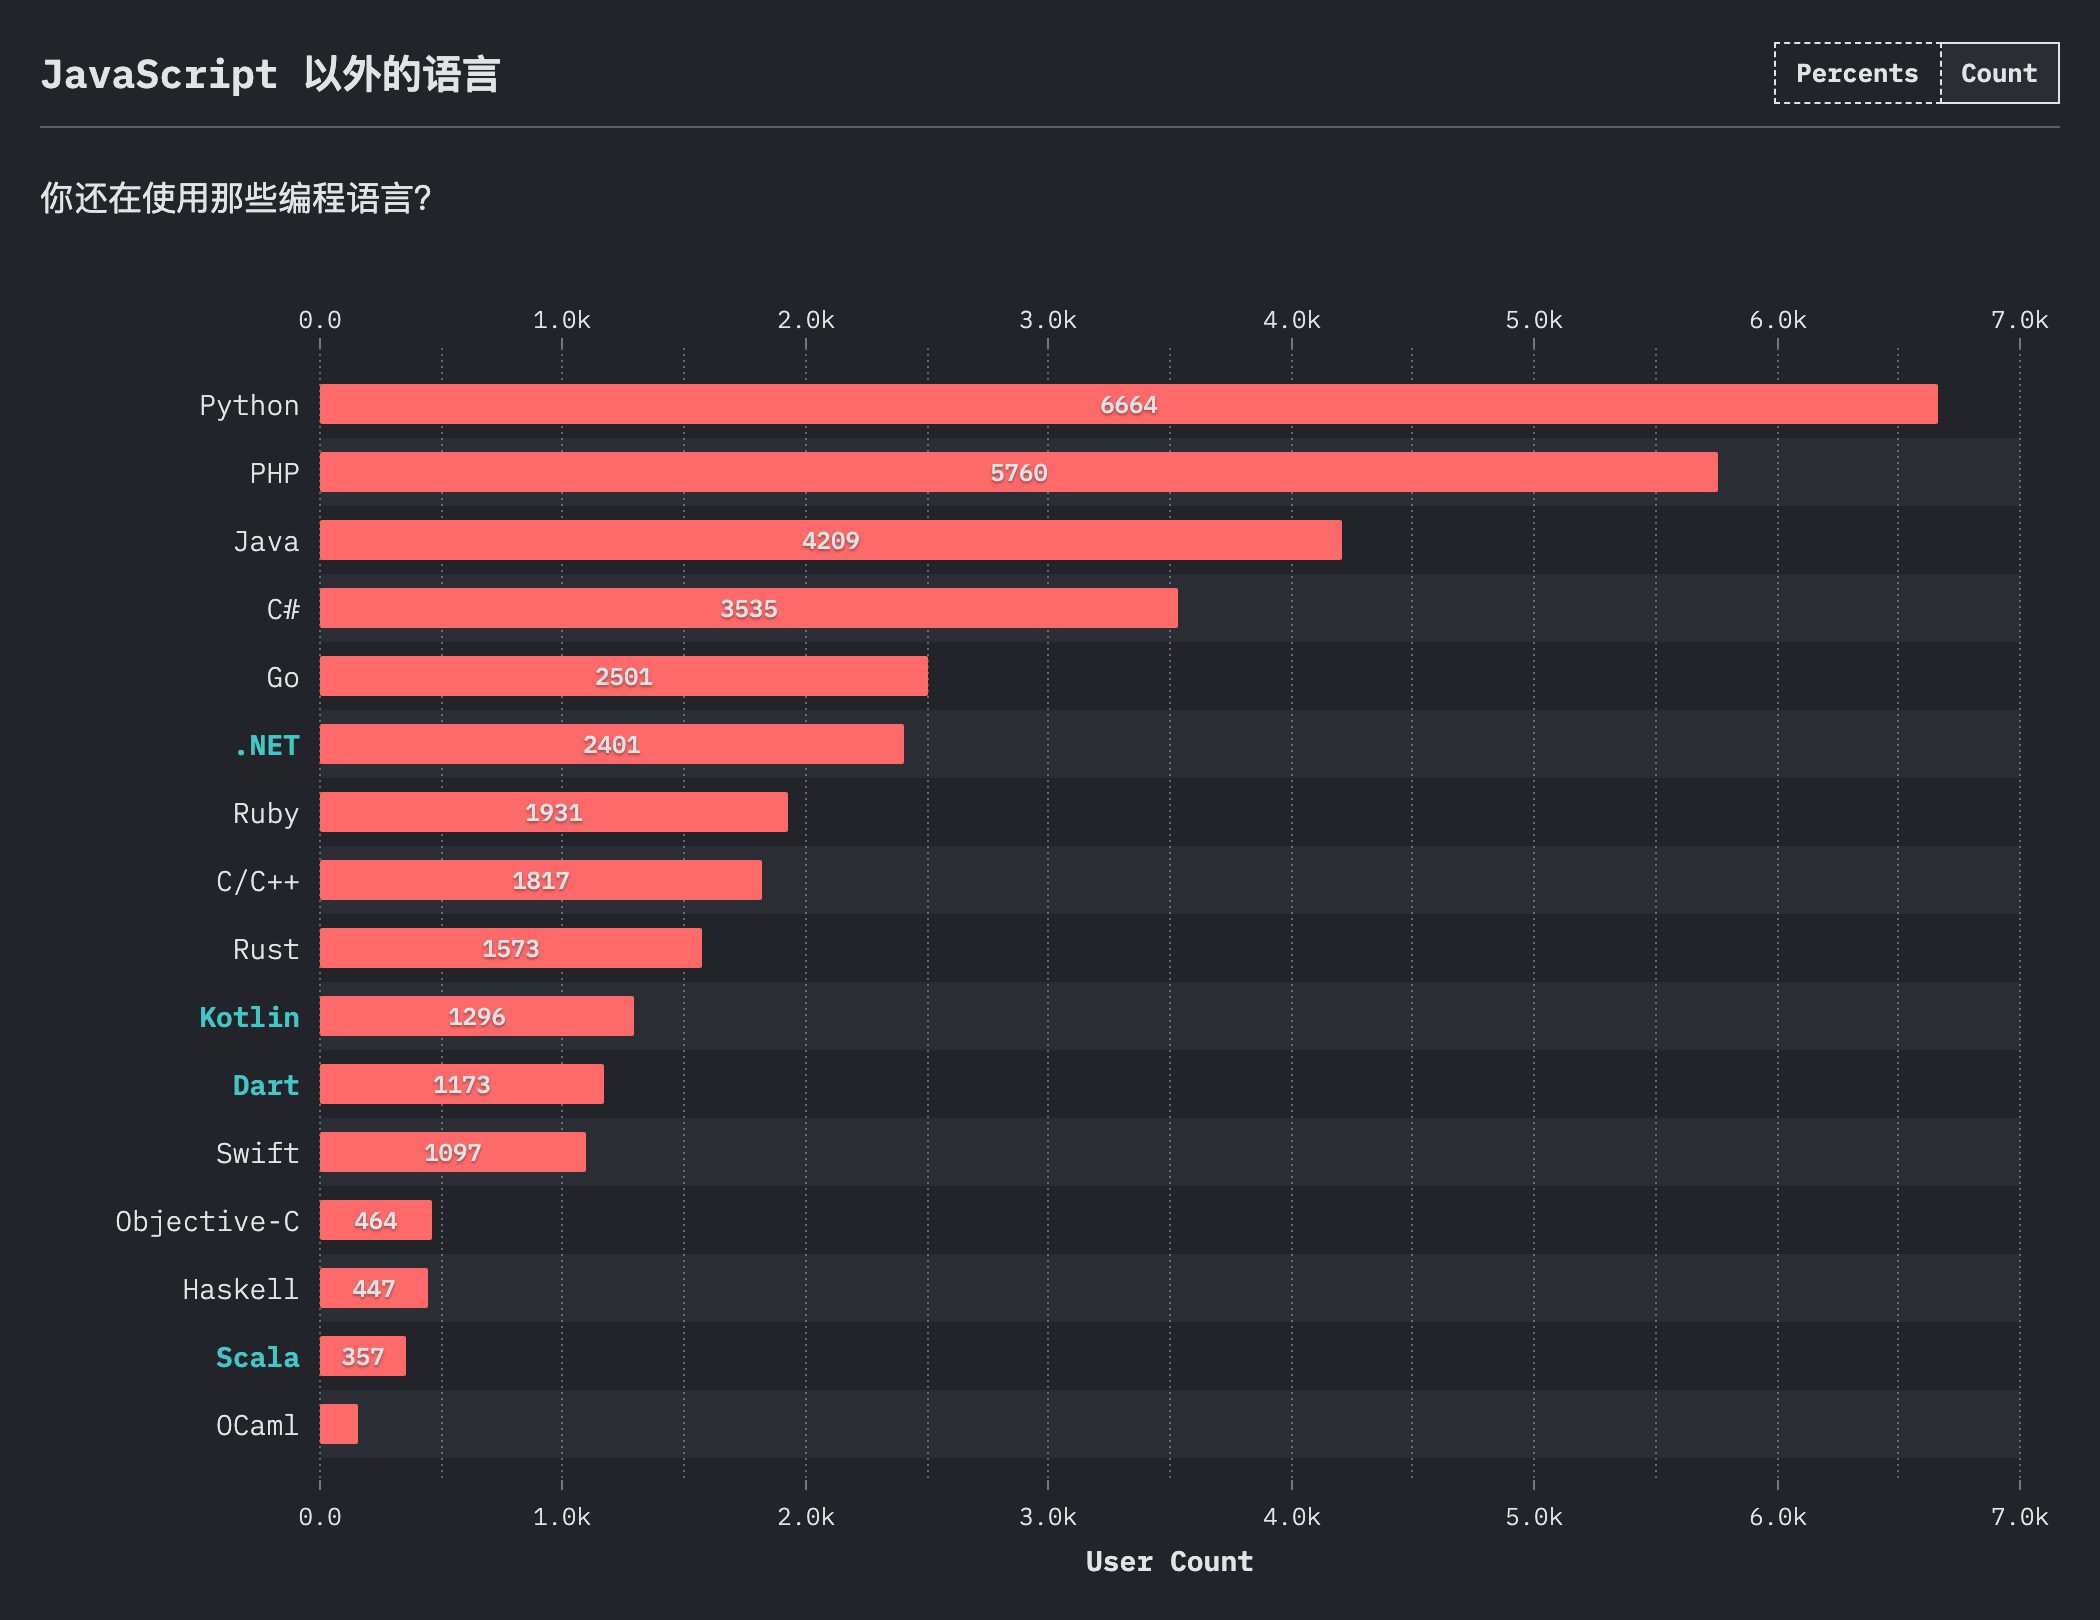 JavaScript 以外的语言
Percents Count
你还在使用那些编程语言?
0.0 1.0k 2.0k 3.0k 4.0k 5.0k 6.0k 7.0k
Python 6664
PHP 5760
Java 4209
C# 3535
Go 2501
.NET 2401
Ruby 1931
C/C++ 1817
Rust 1573
Kotlin 1296
Dart 1173
Swift 1097
Objective-C 464
Haskell 447
Scala 357
OCaml
0.0 1.0k 2.0k 3.0k 4.0k 5.0k 6.0k 7.0k
User Count